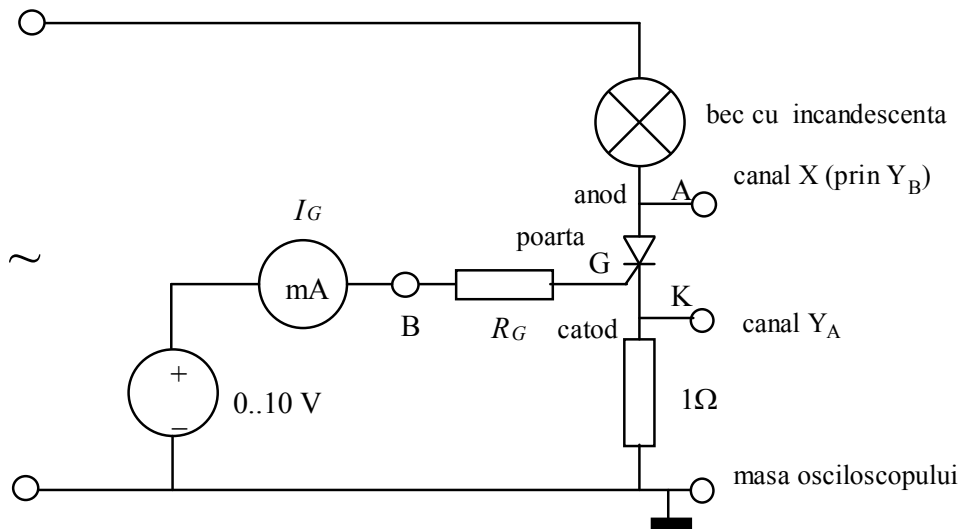 bec cu incandescenta
canal X (prin Y_B)
anod
A
I_G
poarta
~
G
mA
K
B
R_G
catod
canal Y_A
+
0..10 V
−
1Ω
masa osciloscopului